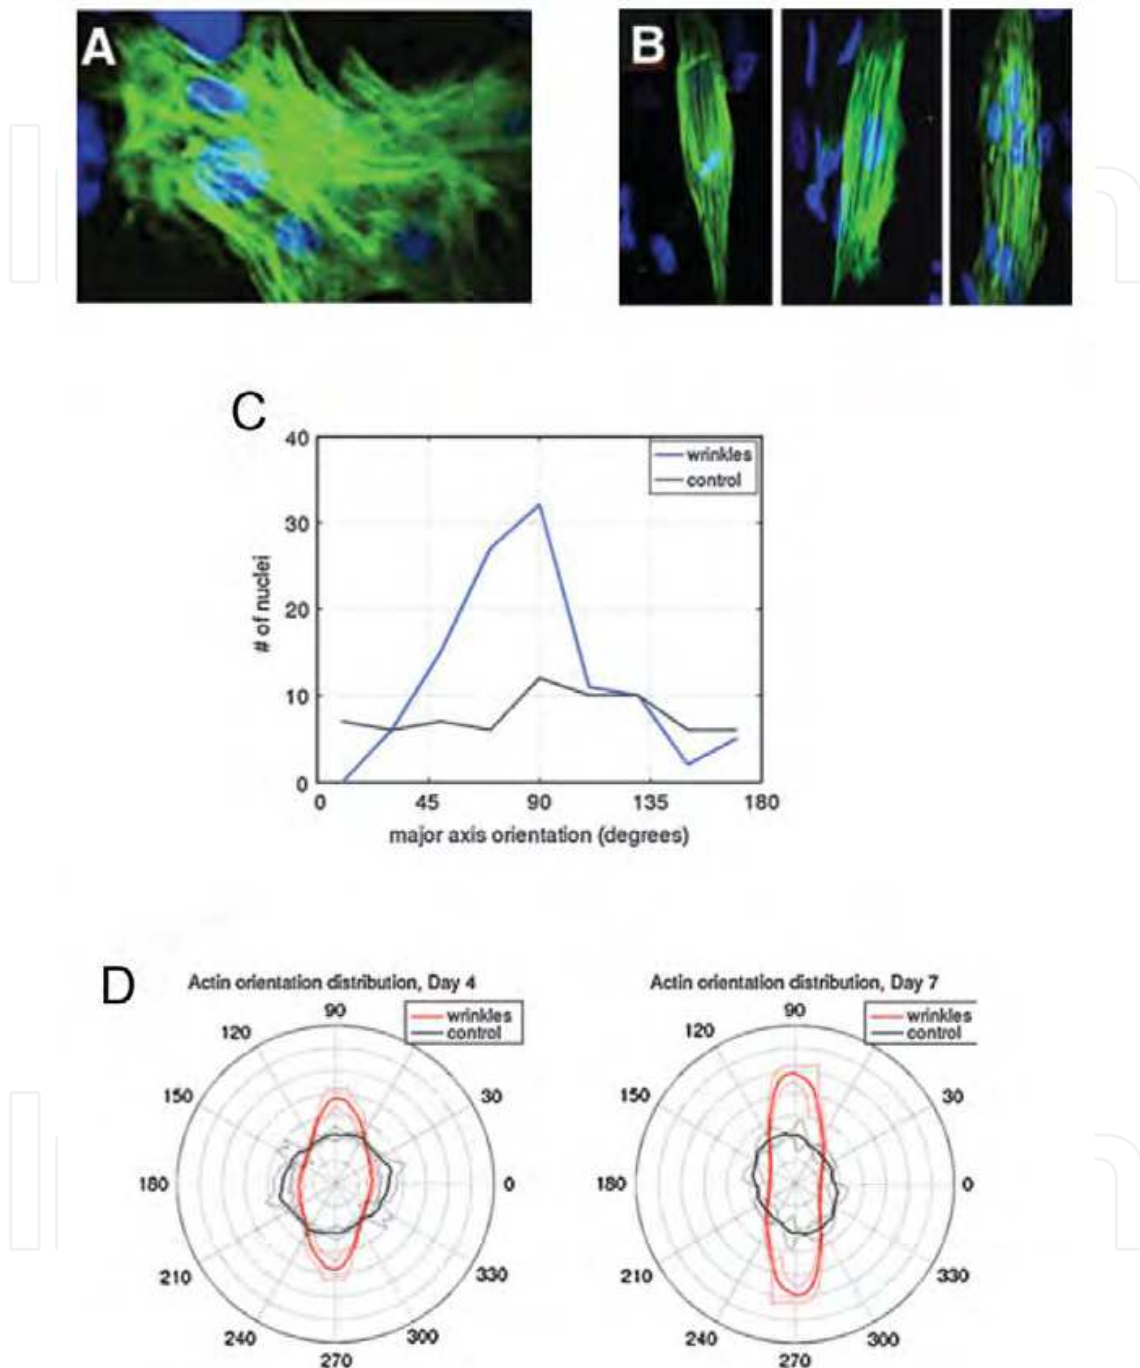 A
B
C
40
30
20
10
0
# of nuclei
wrinkles
control
0 45 90 135 180
major axis orientation (degrees)
D
Actin orientation distribution, Day 4
wrinkles
control
90
120
150
30
180
0
210
330
240
300
270
Actin orientation distribution, Day 7
wrinkles
control
90
120
150
30
180
0
210
330
240
300
270